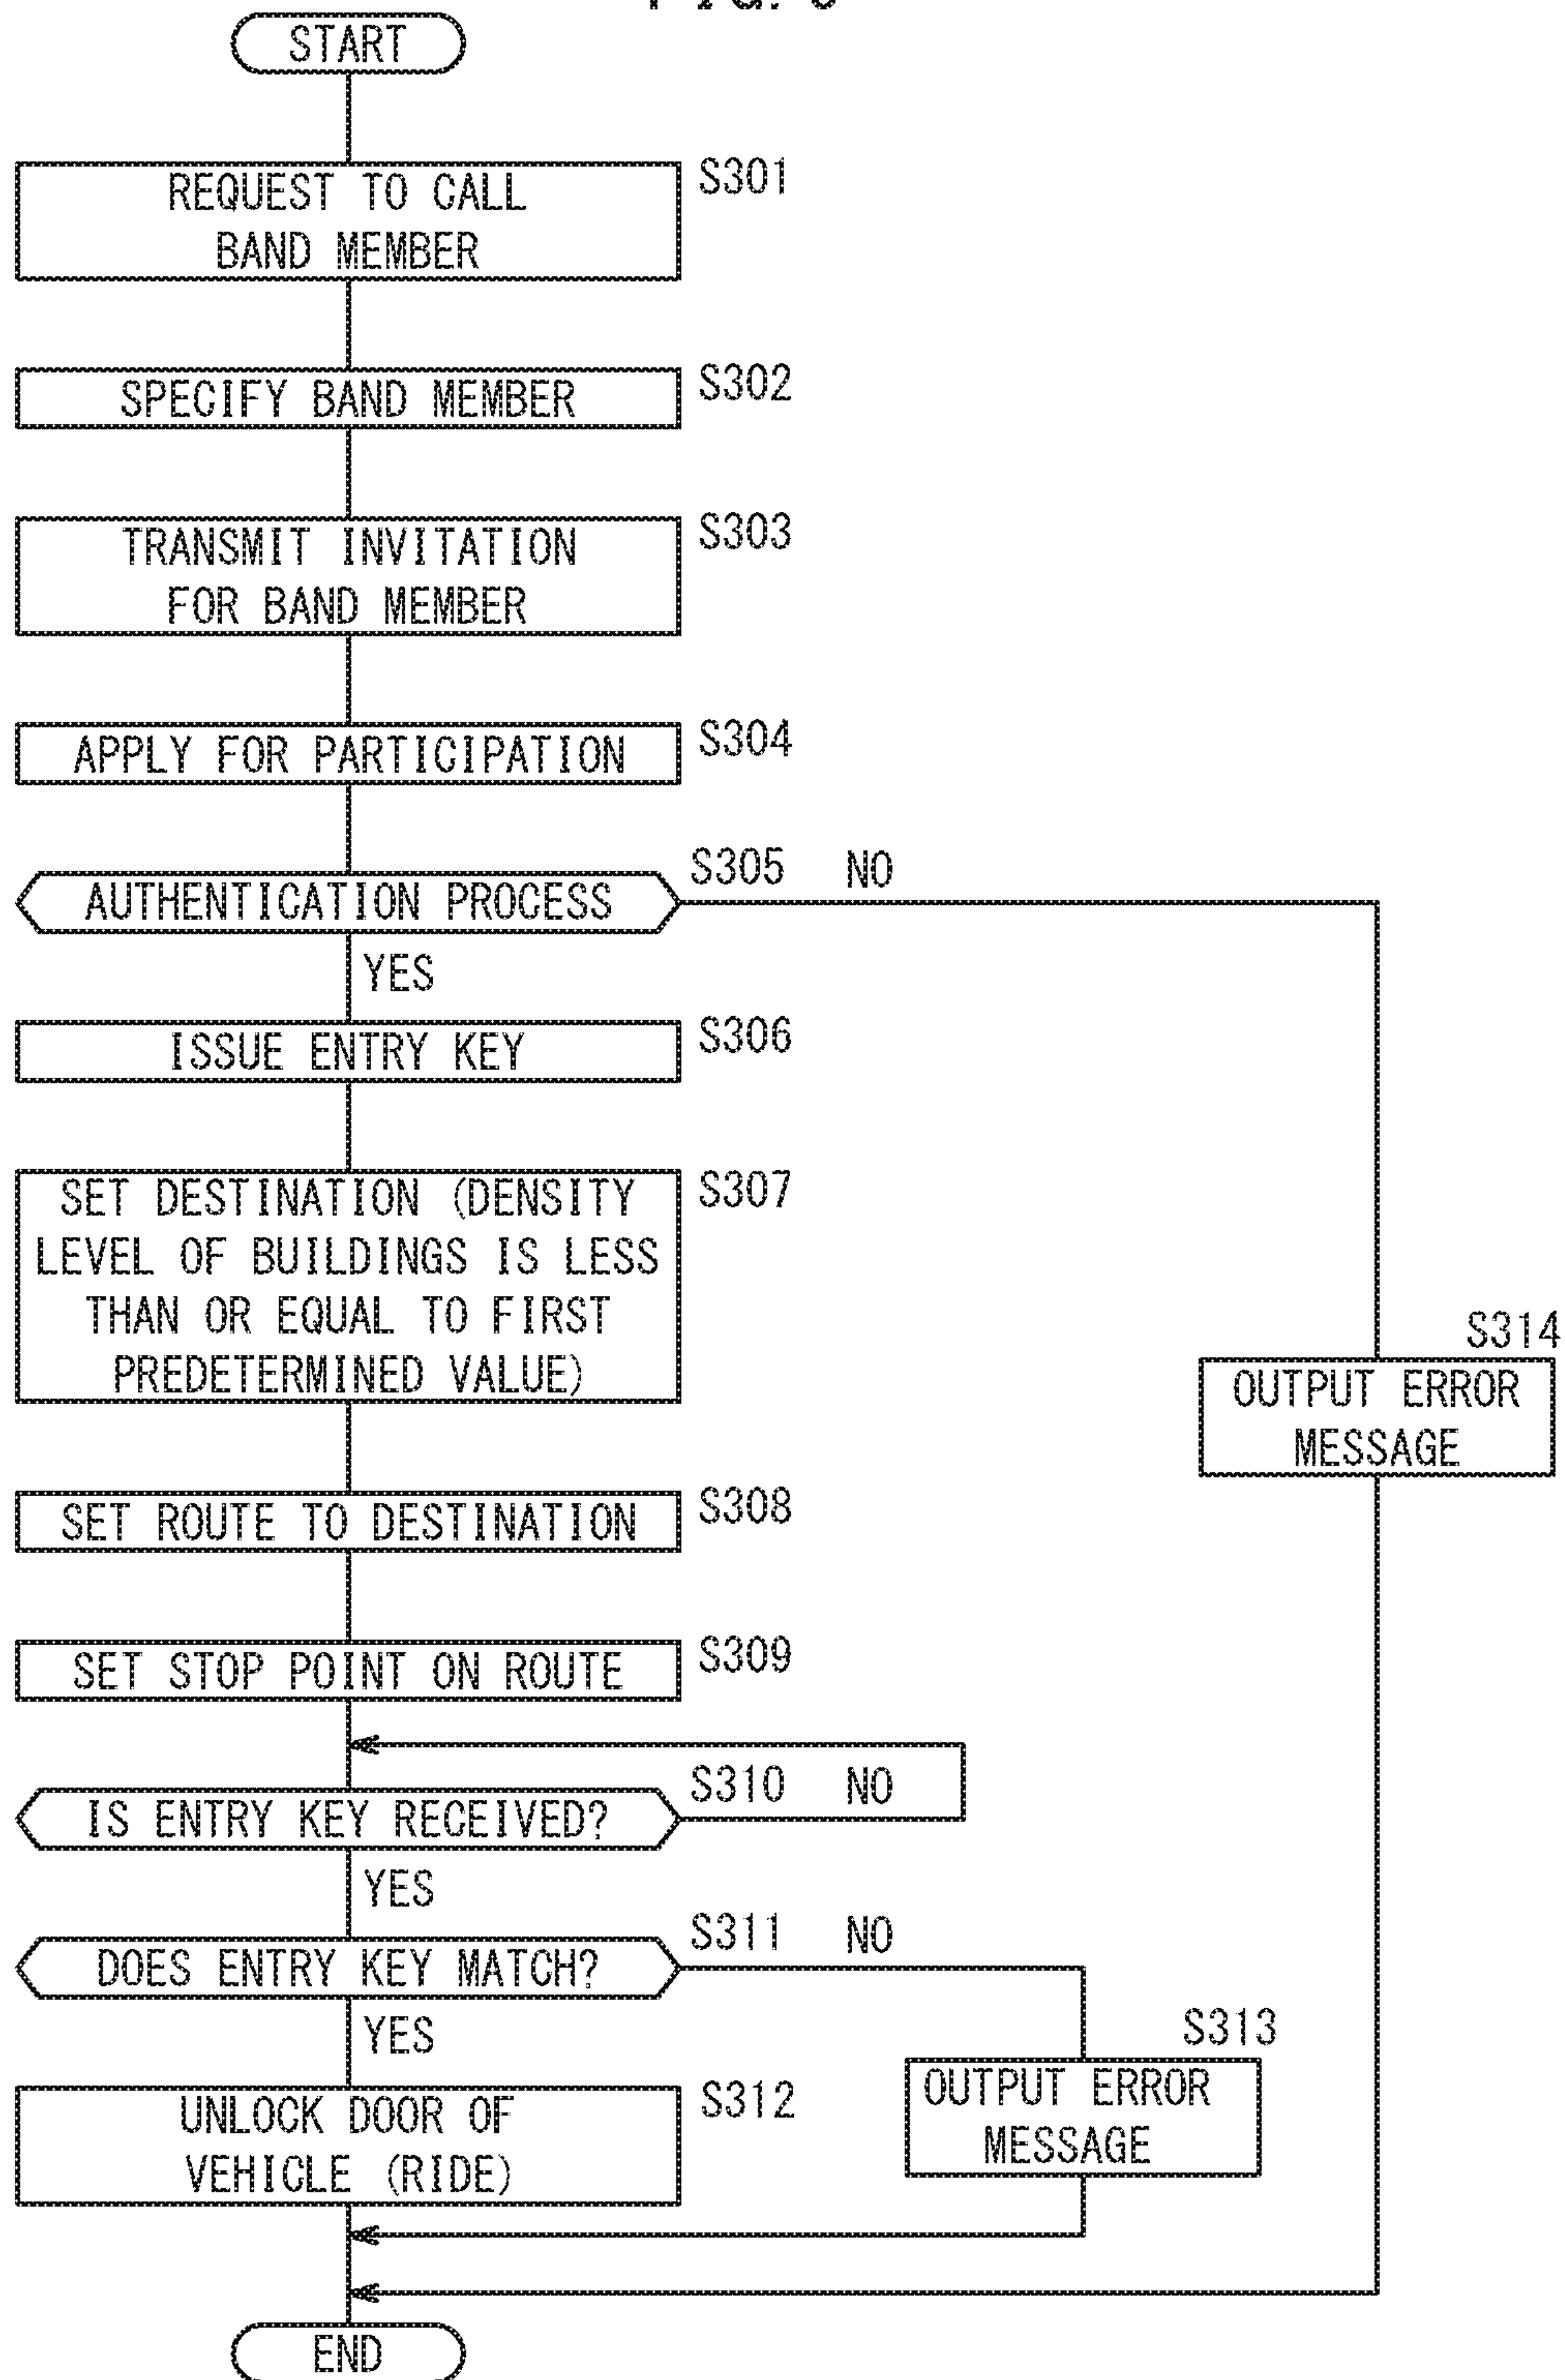 START
REQUEST TO CALL
BAND MEMBER
S301
SPECIFY BAND MEMBER
S302
TRANSMIT INVITATION
FOR BAND MEMBER
S303
APPLY FOR PARTICIPATION
S304
AUTHENTICATION PROCESS
S305 NO
YES
ISSUE ENTRY KEY
S306
SET DESTINATION (DENSITY
LEVEL OF BUILDINGS IS LESS
THAN OR EQUAL TO FIRST
PREDETERMINED VALUE)
S307
SET ROUTE TO DESTINATION
S308
SET STOP POINT ON ROUTE
S309
IS ENTRY KEY RECEIVED?
S310 NO
YES
DOES ENTRY KEY MATCH?
S311 NO
YES
UNLOCK DOOR OF
VEHICLE (RIDE)
S312
S313
OUTPUT ERROR
MESSAGE
S314
OUTPUT ERROR
MESSAGE
END